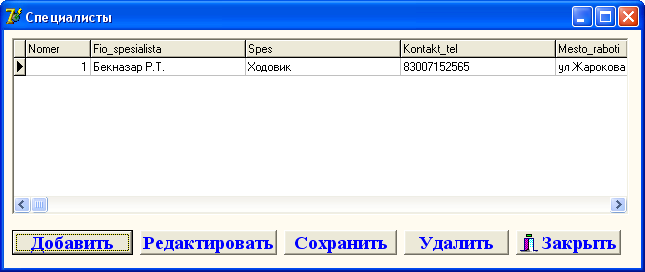 Специалисты
Nomer Fio_spesialista Spes Kontakt_tel Mesto_raboti
1 Бекназар Р.Т. Ходовик 83007152565 ул Жарокова
Добавить Редактировать Сохранить Удалить Закрыть